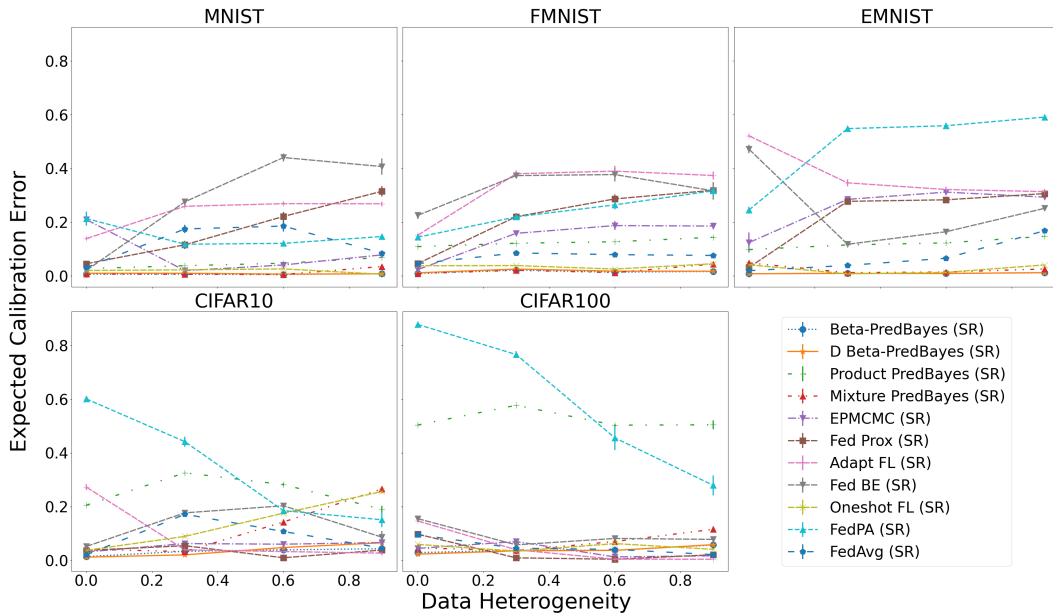 MNIST
FMNIST
EMNIST
0.8
0.6
0.4
0.2
0.0
CIFAR10
CIFAR100
0.8
0.6
0.4
0.2
0.0
0.0 0.2 0.4 0.6 0.8
0.0 0.2 0.4 0.6 0.8
Expected Calibration Error
Data Heterogeneity
Beta-PredBayes (SR)
D Beta-PredBayes (SR)
Product PredBayes (SR)
Mixture PredBayes (SR)
EPMCMC (SR)
Fed Prox (SR)
Adapt FL (SR)
Fed BE (SR)
Oneshot FL (SR)
FedPA (SR)
FedAvg (SR)